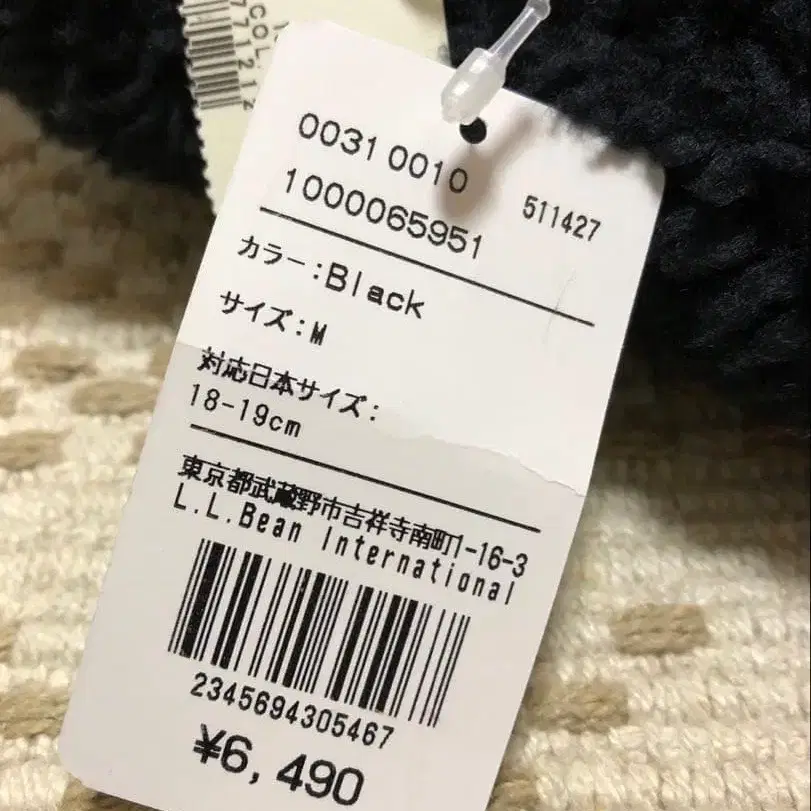 COL.
771212
0031 0010
1000065951 511427
カラー:Black
サイズ:M
対応日本サイズ:
18-19cm
東京都武蔵野市吉祥寺南町1-16-3
L.L.Bean International
2345694305467
¥6,490